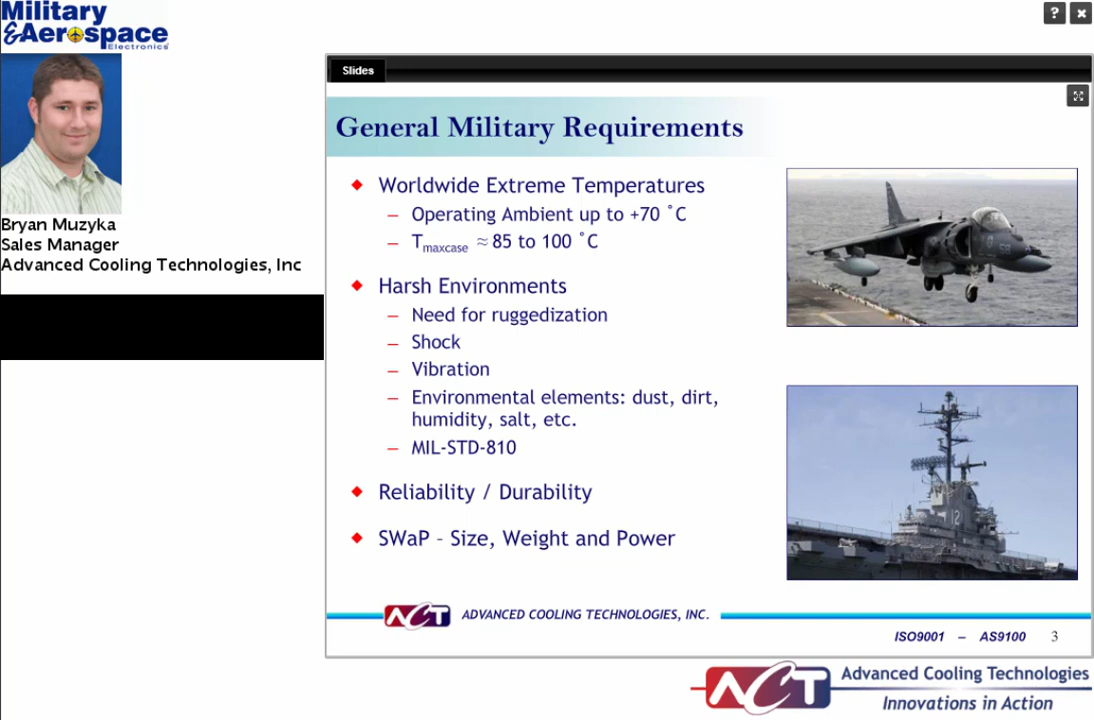 Military
&Aerospace
Electronics
? ×
Bryan Muzyka
Sales Manager
Advanced Cooling Technologies, Inc
Slides
General Military Requirements
Worldwide Extreme Temperatures
– Operating Ambient up to +70 ˚C
– Tmaxcase ≈ 85 to 100 ˚C
Harsh Environments
– Need for ruggedization
– Shock
– Vibration
– Environmental elements: dust, dirt,
humidity, salt, etc.
– MIL-STD-810
Reliability / Durability
SWaP – Size, Weight and Power
12
ACT ADVANCED COOLING TECHNOLOGIES, INC.
ISO9001 – AS9100 3
ACT
Advanced Cooling Technologies
Innovations in Action